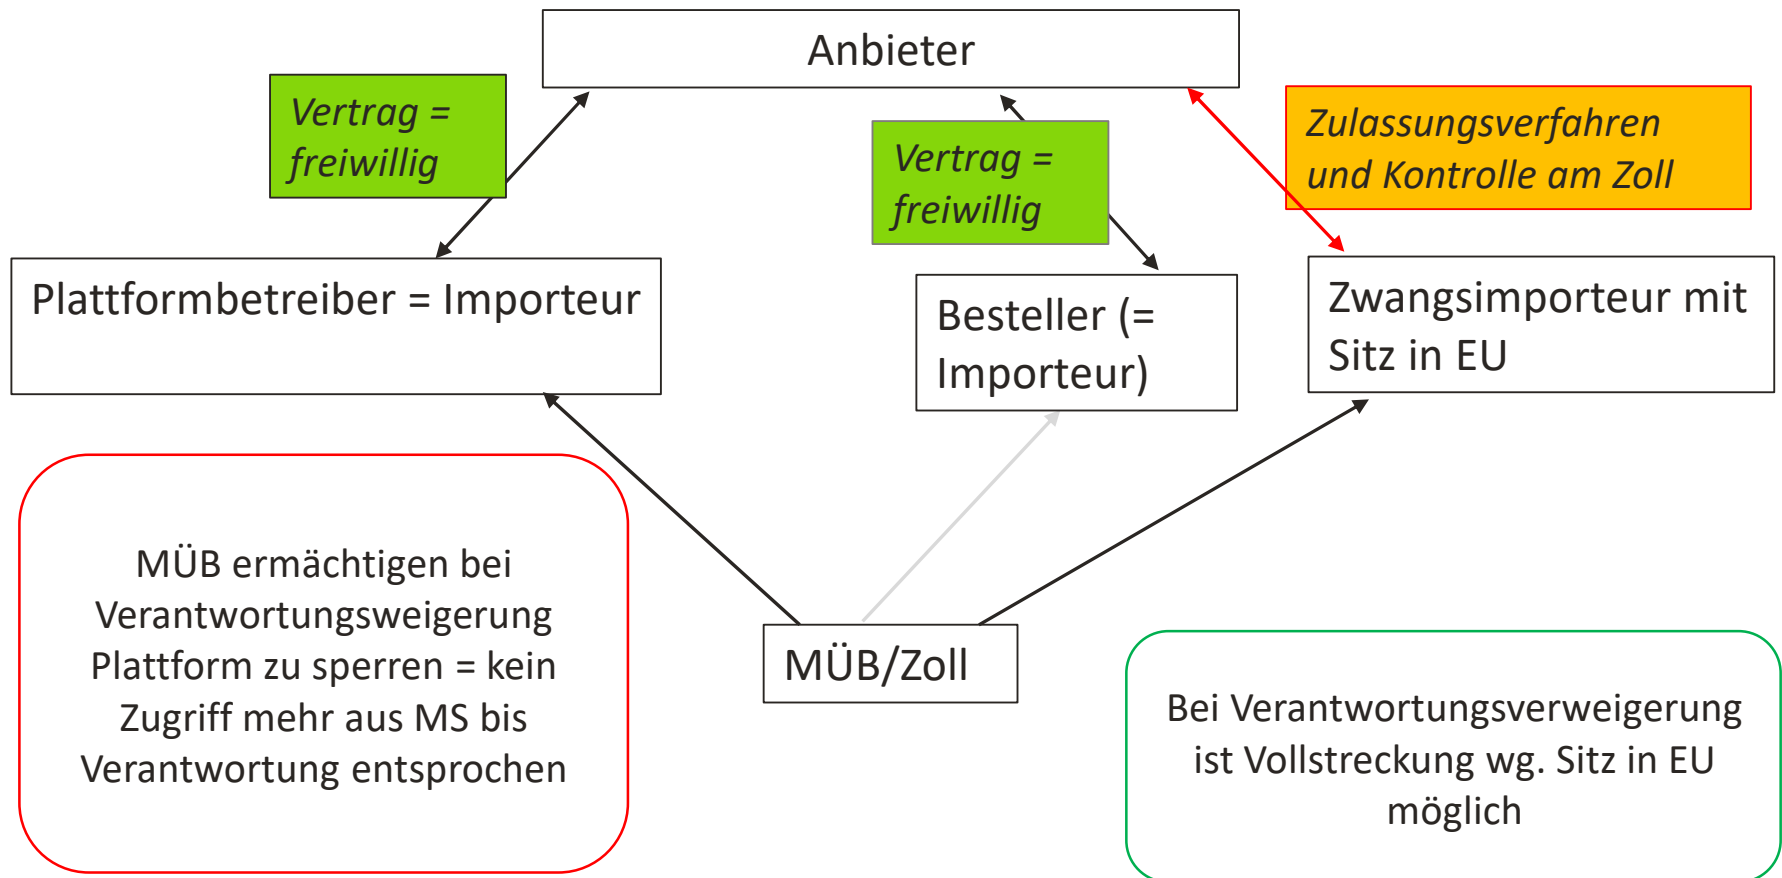 Anbieter
Vertrag =
freiwillig
Vertrag =
freiwillig
Zulassungsverfahren
und Kontrolle am Zoll
Plattformbetreiber = Importeur
Besteller (=
Importeur)
Zwangsimporteur mit
Sitz in EU
MÜB ermächtigen bei
Verantwortungsweigerung
Plattform zu sperren = kein
Zugriff mehr aus MS bis
Verantwortung entsprochen
MÜB/Zoll
Bei Verantwortungsverweigerung
ist Vollstreckung wg. Sitz in EU
möglich